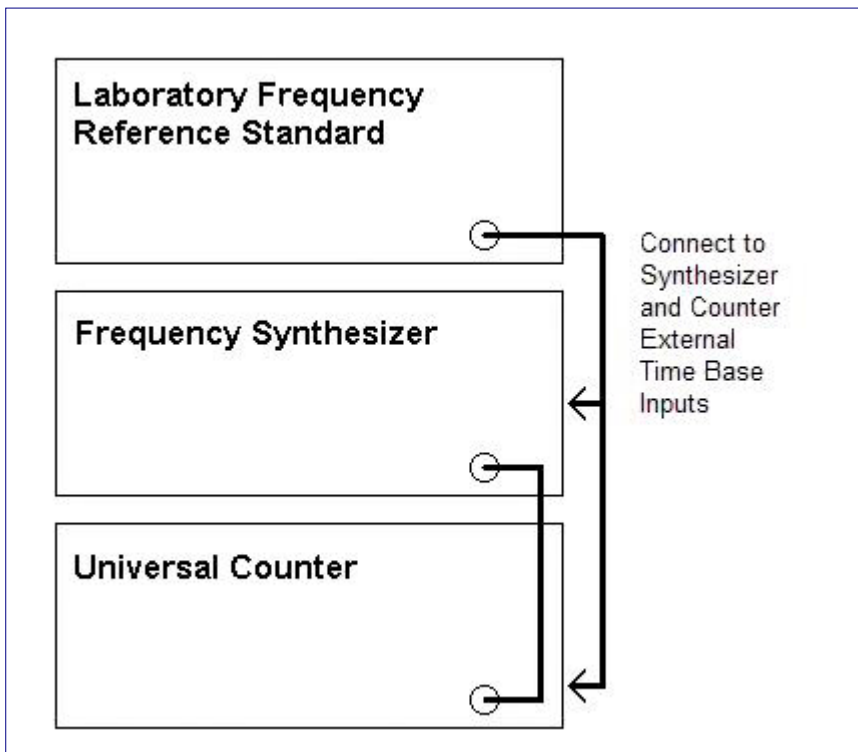 Laboratory Frequency
Reference Standard
Connect to
Synthesizer
and Counter
External
Time Base
Inputs
Frequency Synthesizer
Universal Counter